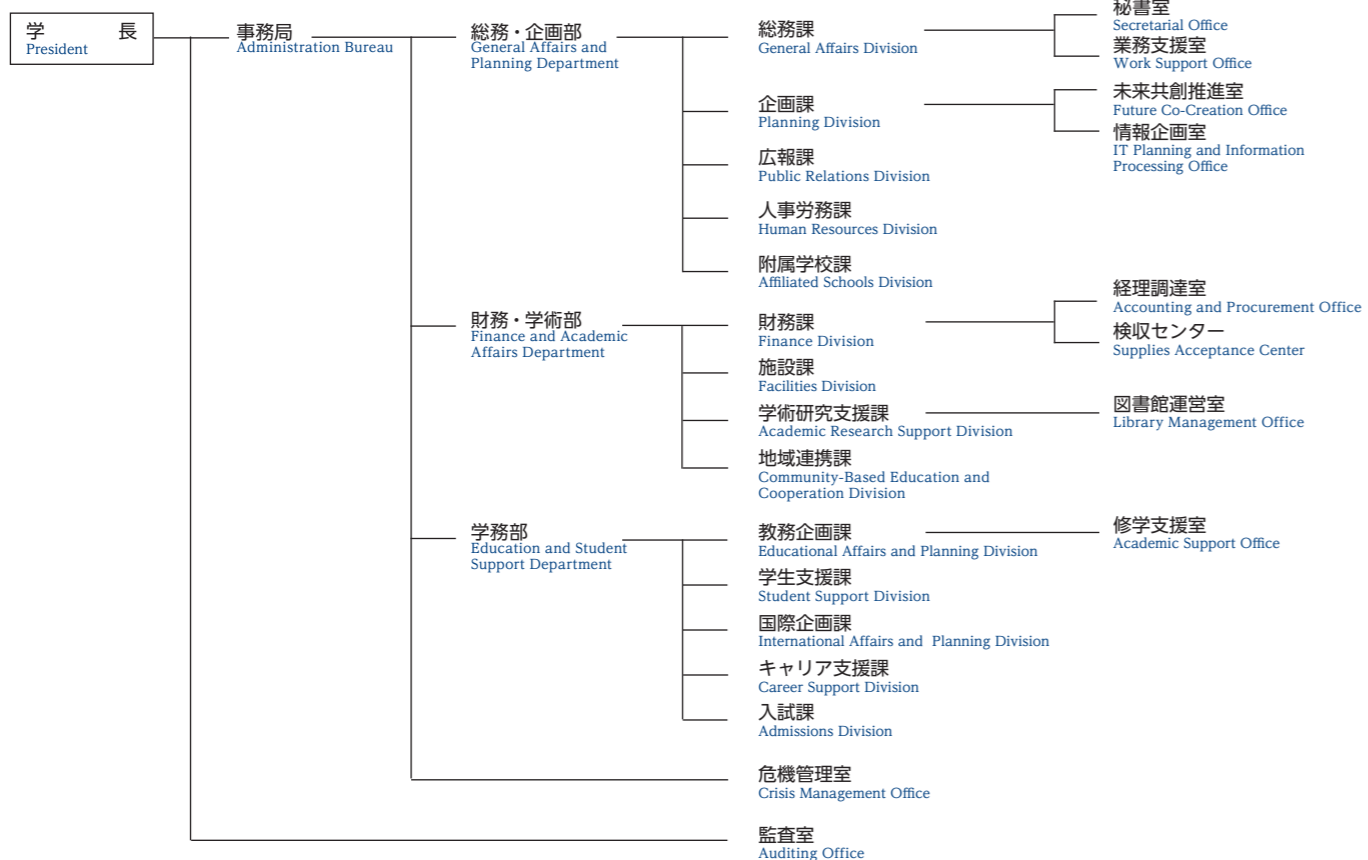 学　長
President
事務局
Administration Bureau
総務・企画部
General Affairs and
Planning Department
総務課
General Affairs Division
秘書室
Secretarial Office
業務支援室
Work Support Office
企画課
Planning Division
未来共創推進室
Future Co-Creation Office
情報企画室
IT Planning and Information
Processing Office
広報課
Public Relations Division
人事労務課
Human Resources Division
附属学校課
Affiliated Schools Division
財務・学術部
Finance and Academic
Affairs Department
財務課
Finance Division
経理調達室
Accounting and Procurement Office
検収センター
Supplies Acceptance Center
施設課
Facilities Division
学術研究支援課
Academic Research Support Division
図書館運営室
Library Management Office
地域連携課
Community-Based Education and
Cooperation Division
学務部
Education and Student
Support Department
教務企画課
Educational Affairs and Planning Division
修学支援室
Academic Support Office
学生支援課
Student Support Division
国際企画課
International Affairs and Planning Division
キャリア支援課
Career Support Division
入試課
Admissions Division
危機管理室
Crisis Management Office
監査室
Auditing Office